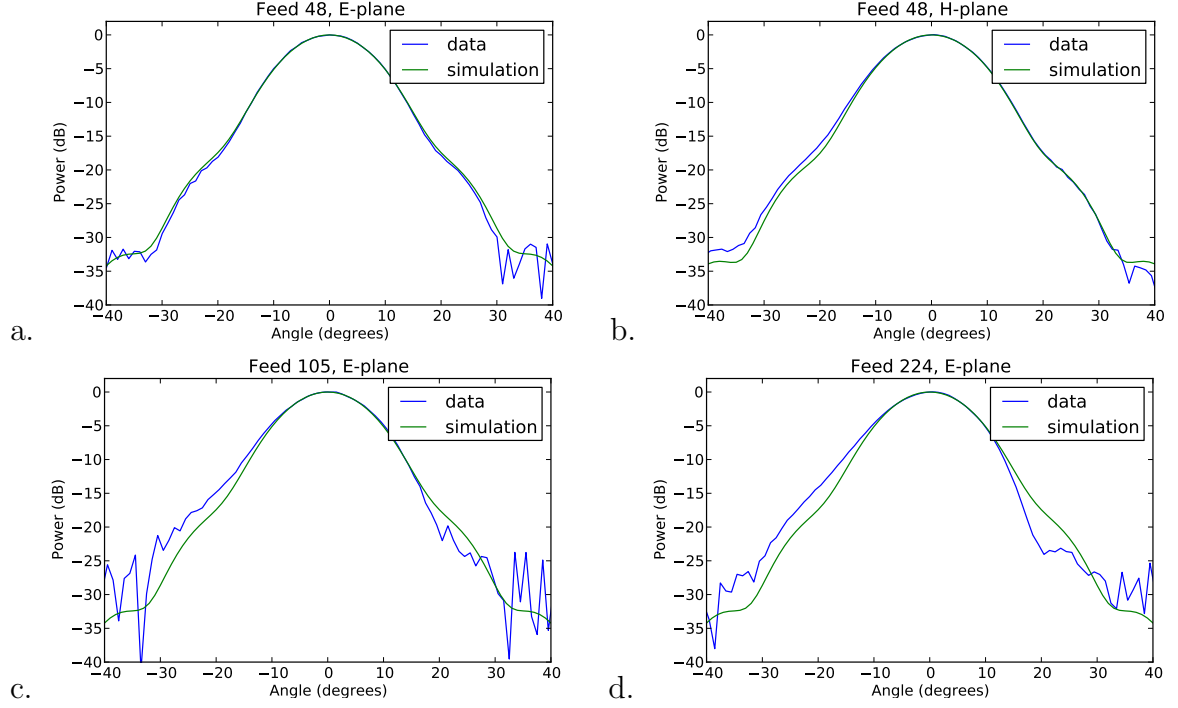 Feed 48, E-plane
data
simulation
Power (dB)
0
−5
−10
−15
−20
−25
−30
−35
−40
−40 −30 −20 −10 0 10 20 30 40
Angle (degrees)
a.
Feed 48, H-plane
data
simulation
Power (dB)
0
−5
−10
−15
−20
−25
−30
−35
−40
−40 −30 −20 −10 0 10 20 30 40
Angle (degrees)
b.
Feed 105, E-plane
data
simulation
Power (dB)
0
−5
−10
−15
−20
−25
−30
−35
−40
−40 −30 −20 −10 0 10 20 30 40
Angle (degrees)
c.
Feed 224, E-plane
data
simulation
Power (dB)
0
−5
−10
−15
−20
−25
−30
−35
−40
−40 −30 −20 −10 0 10 20 30 40
Angle (degrees)
d.